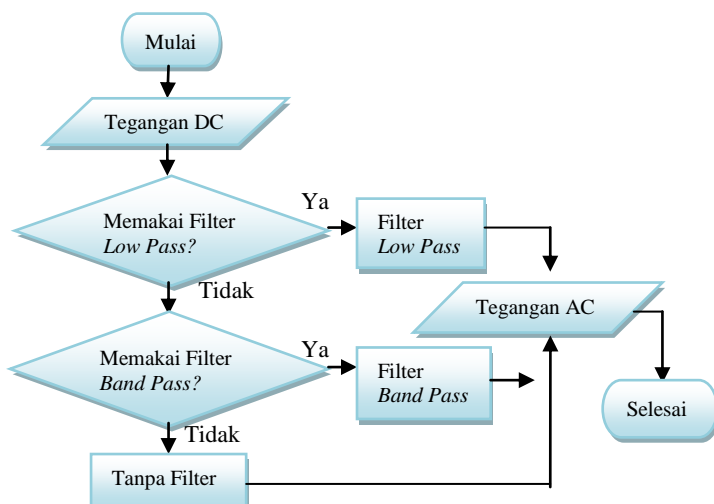 Mulai
Tegangan DC
Memakai Filter
Low Pass?
Ya
Filter
Low Pass
Tidak
Tegangan AC
Memakai Filter
Band Pass?
Ya
Filter
Band Pass
Selesai
Tidak
Tanpa Filter